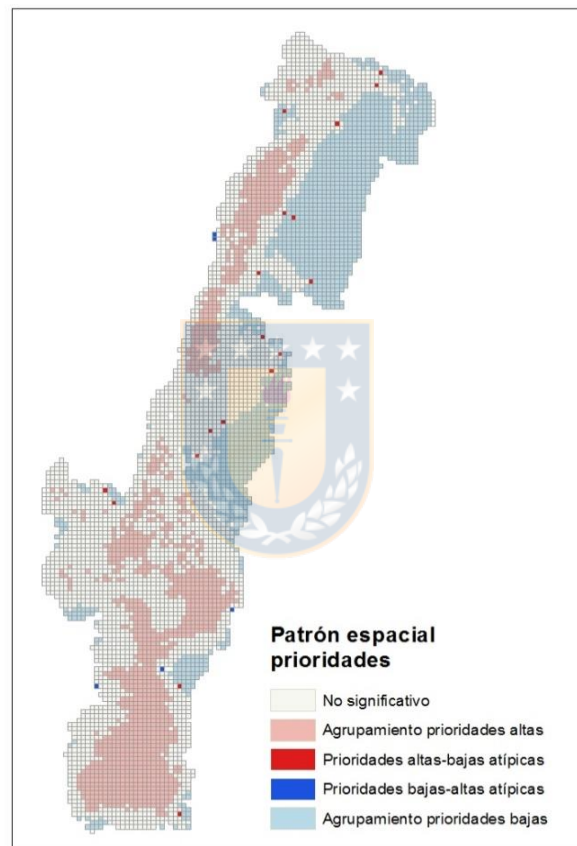 Patrón espacial
prioridades
No significativo
Agrupamiento prioridades altas
Prioridades altas-bajas atípicas
Prioridades bajas-altas atípicas
Agrupamiento prioridades bajas